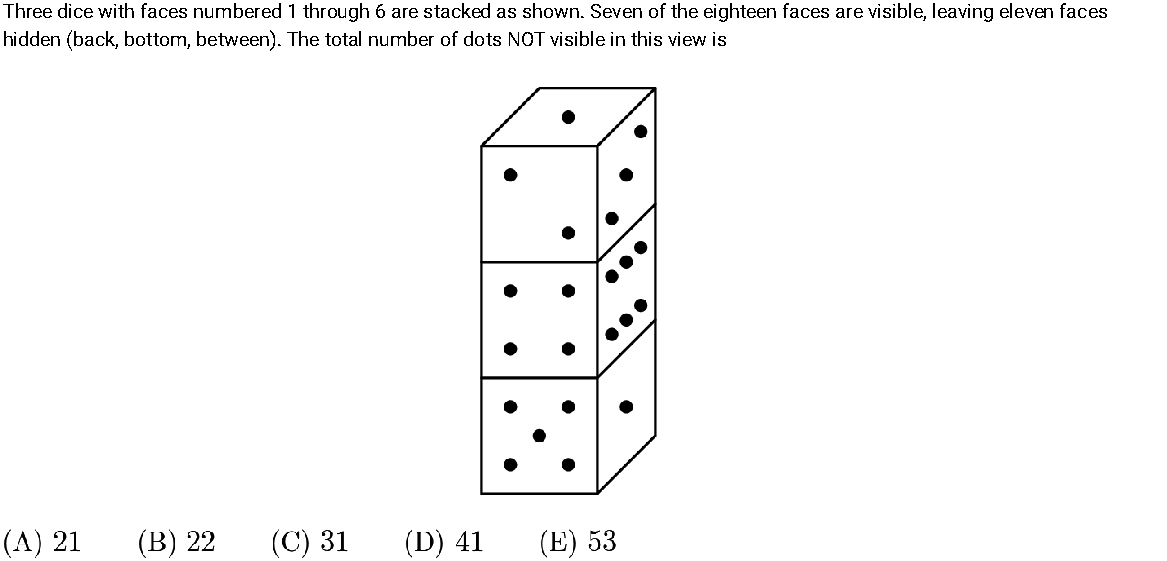 Three dice with faces numbered 1 through 6 are stacked as shown. Seven of the eighteen faces are visible, leaving eleven faces
hidden (back, bottom, between). The total number of dots NOT visible in this view is
(A) 21 (B) 22 (C) 31 (D) 41 (E) 53